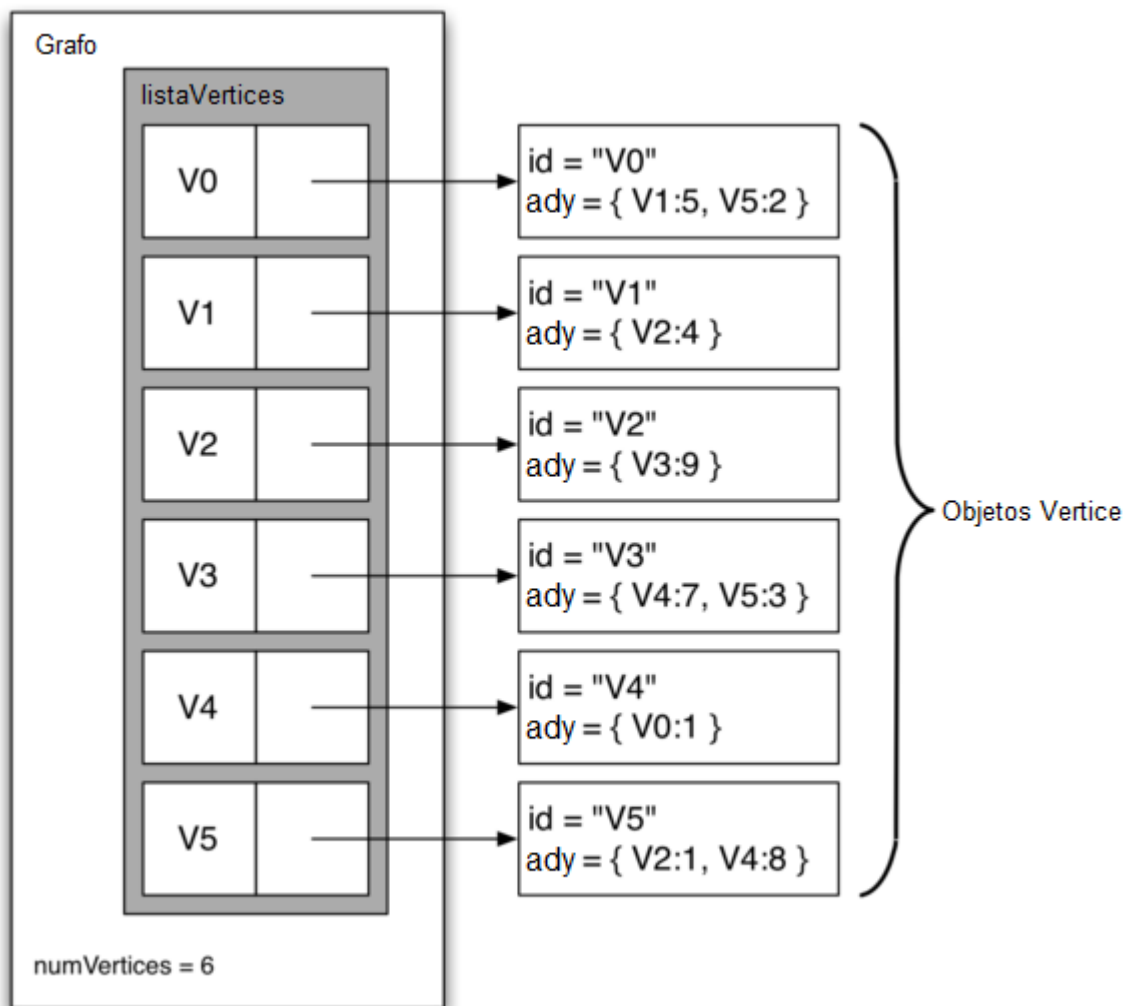 Grafo
listaVertices
V0
id = "V0"
ady = { V1:5, V5:2 }
V1
id = "V1"
ady = { V2:4 }
V2
id = "V2"
ady = { V3:9 }
V3
id = "V3"
ady = { V4:7, V5:3 }
V4
id = "V4"
ady = { V0:1 }
V5
id = "V5"
ady = { V2:1, V4:8 }
Objetos Vertice
numVertices = 6